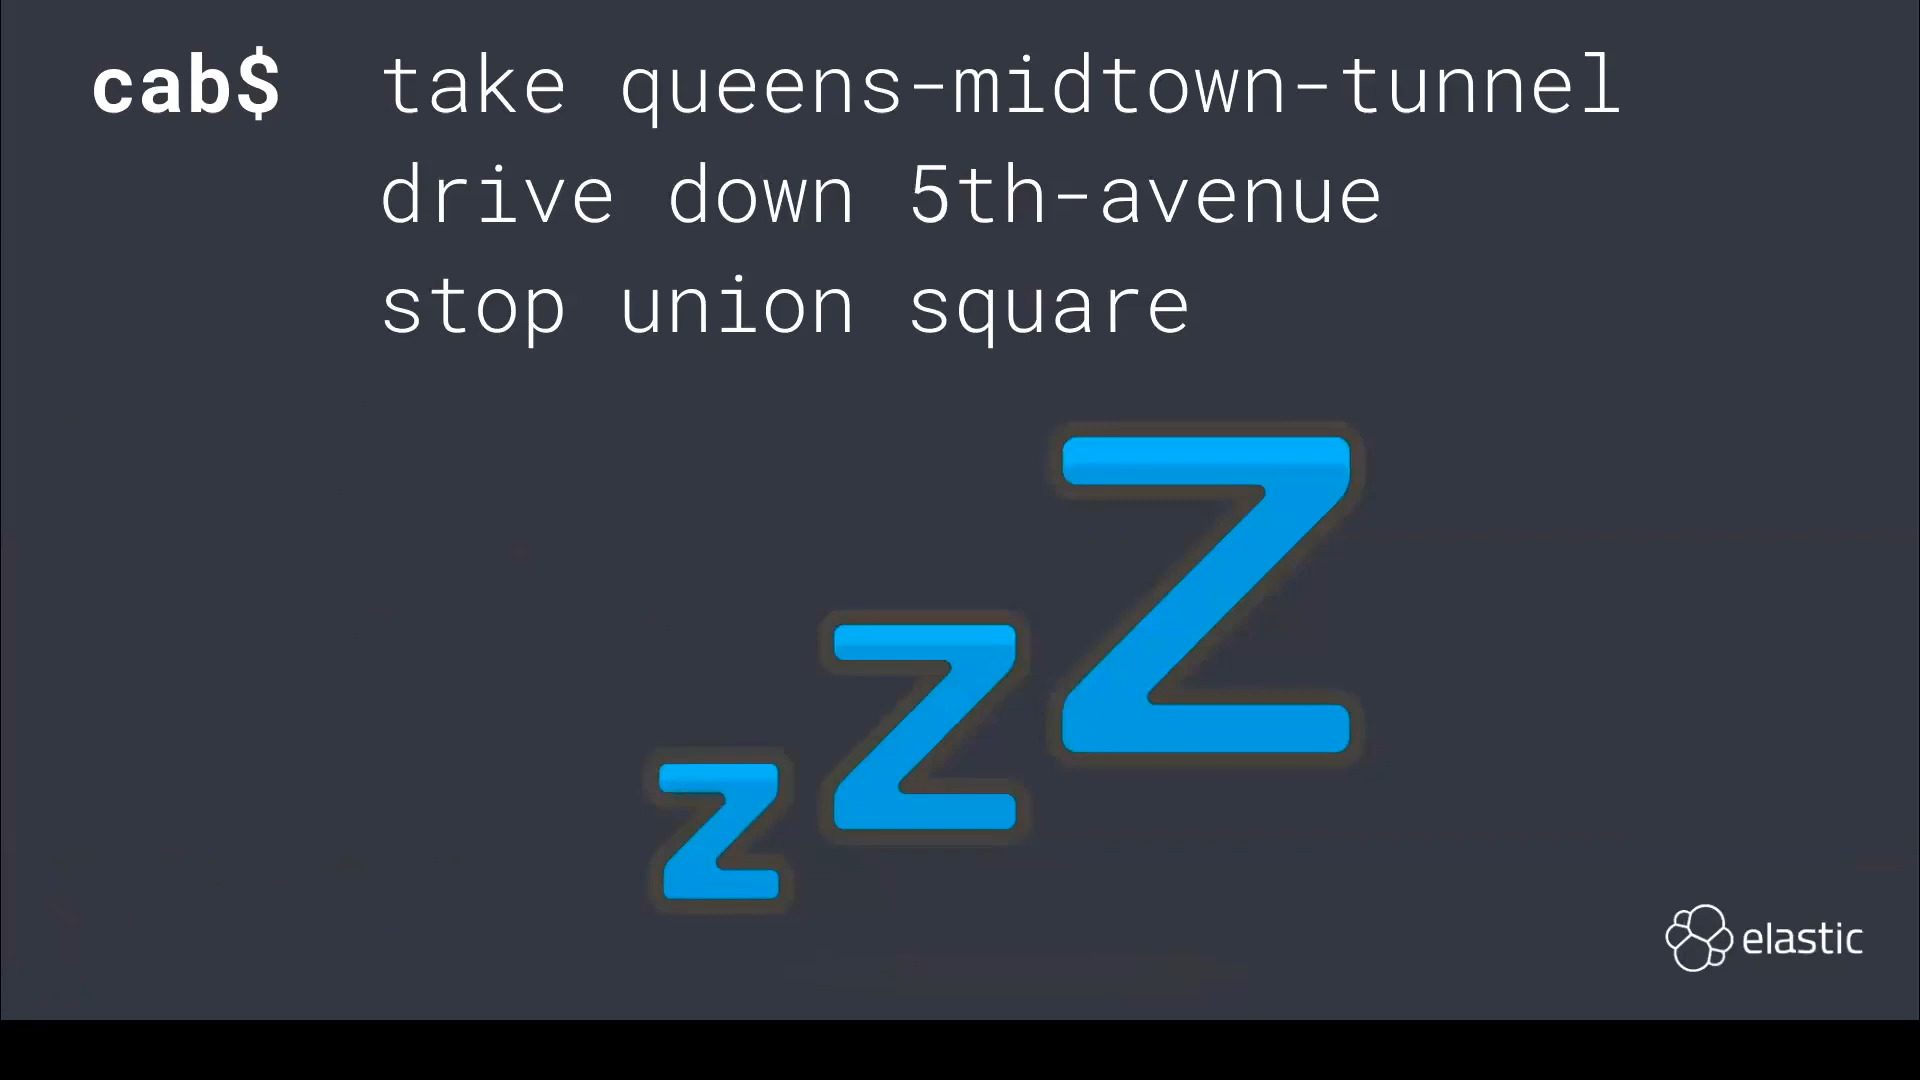 cab$ take queens-midtown-tunnel
drive down 5th-avenue
stop union square
z Z Z
elastic